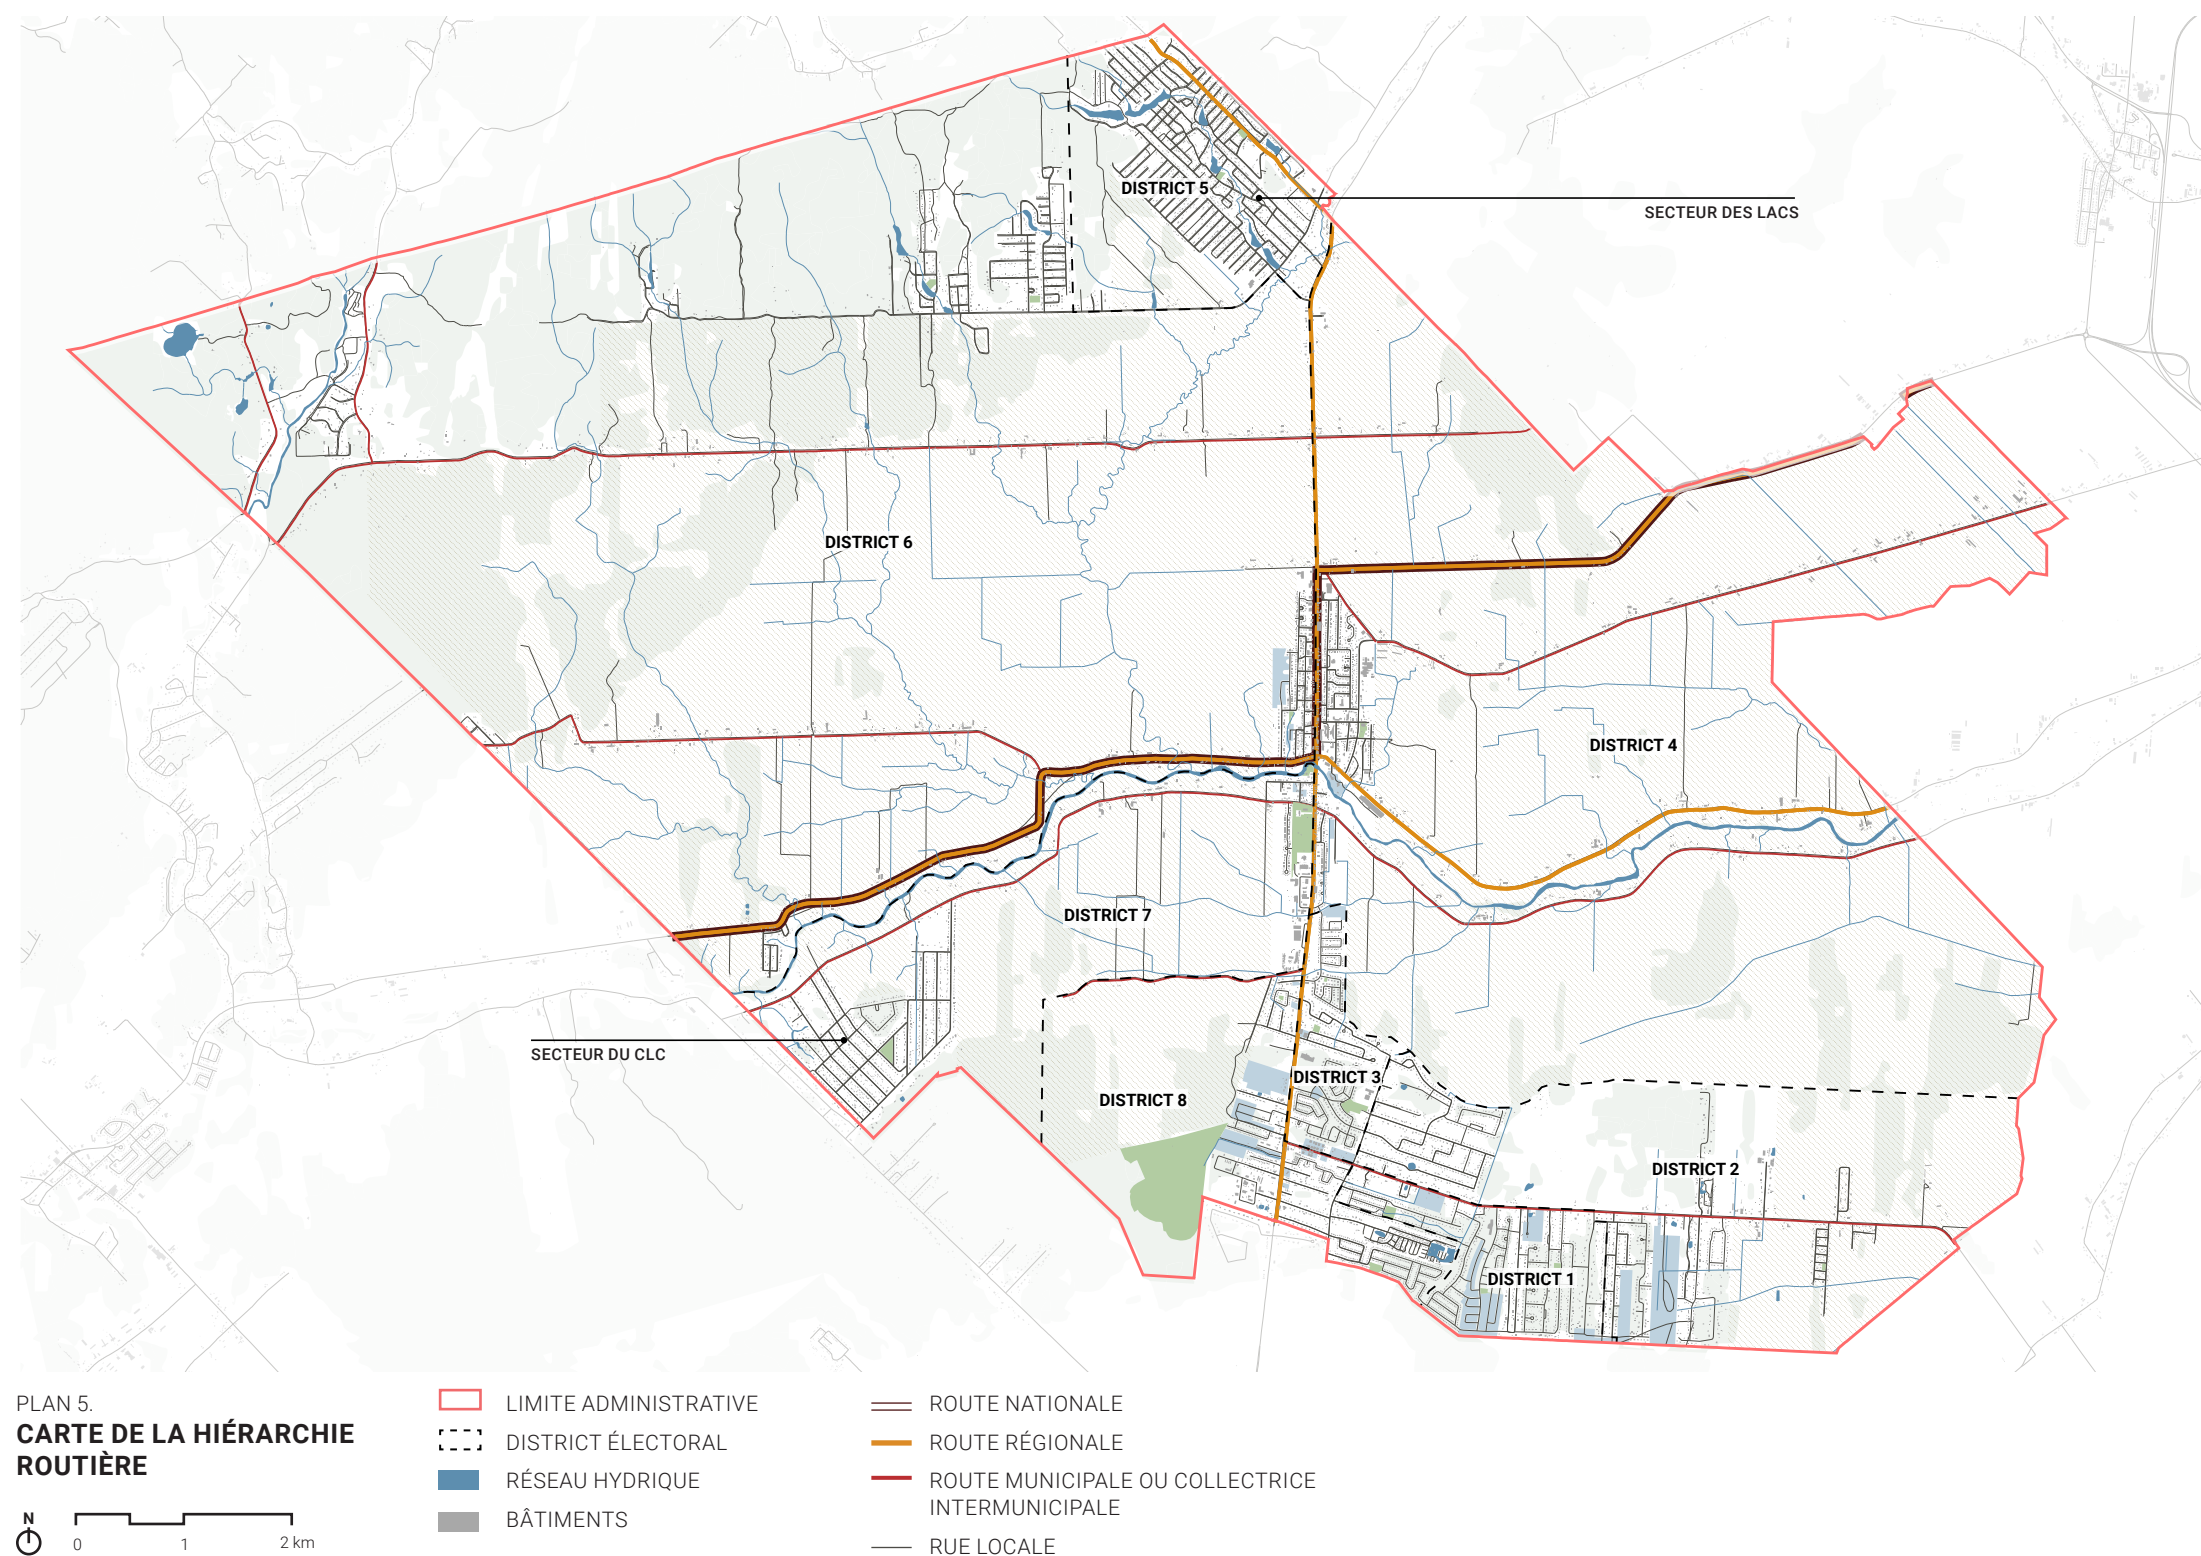 DISTRICT 5
SECTEUR DES LACS
DISTRICT 6
DISTRICT 4
DISTRICT 7
SECTEUR DU CLC
DISTRICT 3
DISTRICT 8
DISTRICT 2
DISTRICT 1
PLAN 5.
CARTE DE LA HIÉRARCHIE
ROUTIÈRE
N
0 1 2 km
LIMITE ADMINISTRATIVE
DISTRICT ÉLECTORAL
RÉSEAU HYDRIQUE
BÂTIMENTS
ROUTE NATIONALE
ROUTE RÉGIONALE
ROUTE MUNICIPALE OU COLLECTRICE
INTERMUNICIPALE
RUE LOCALE